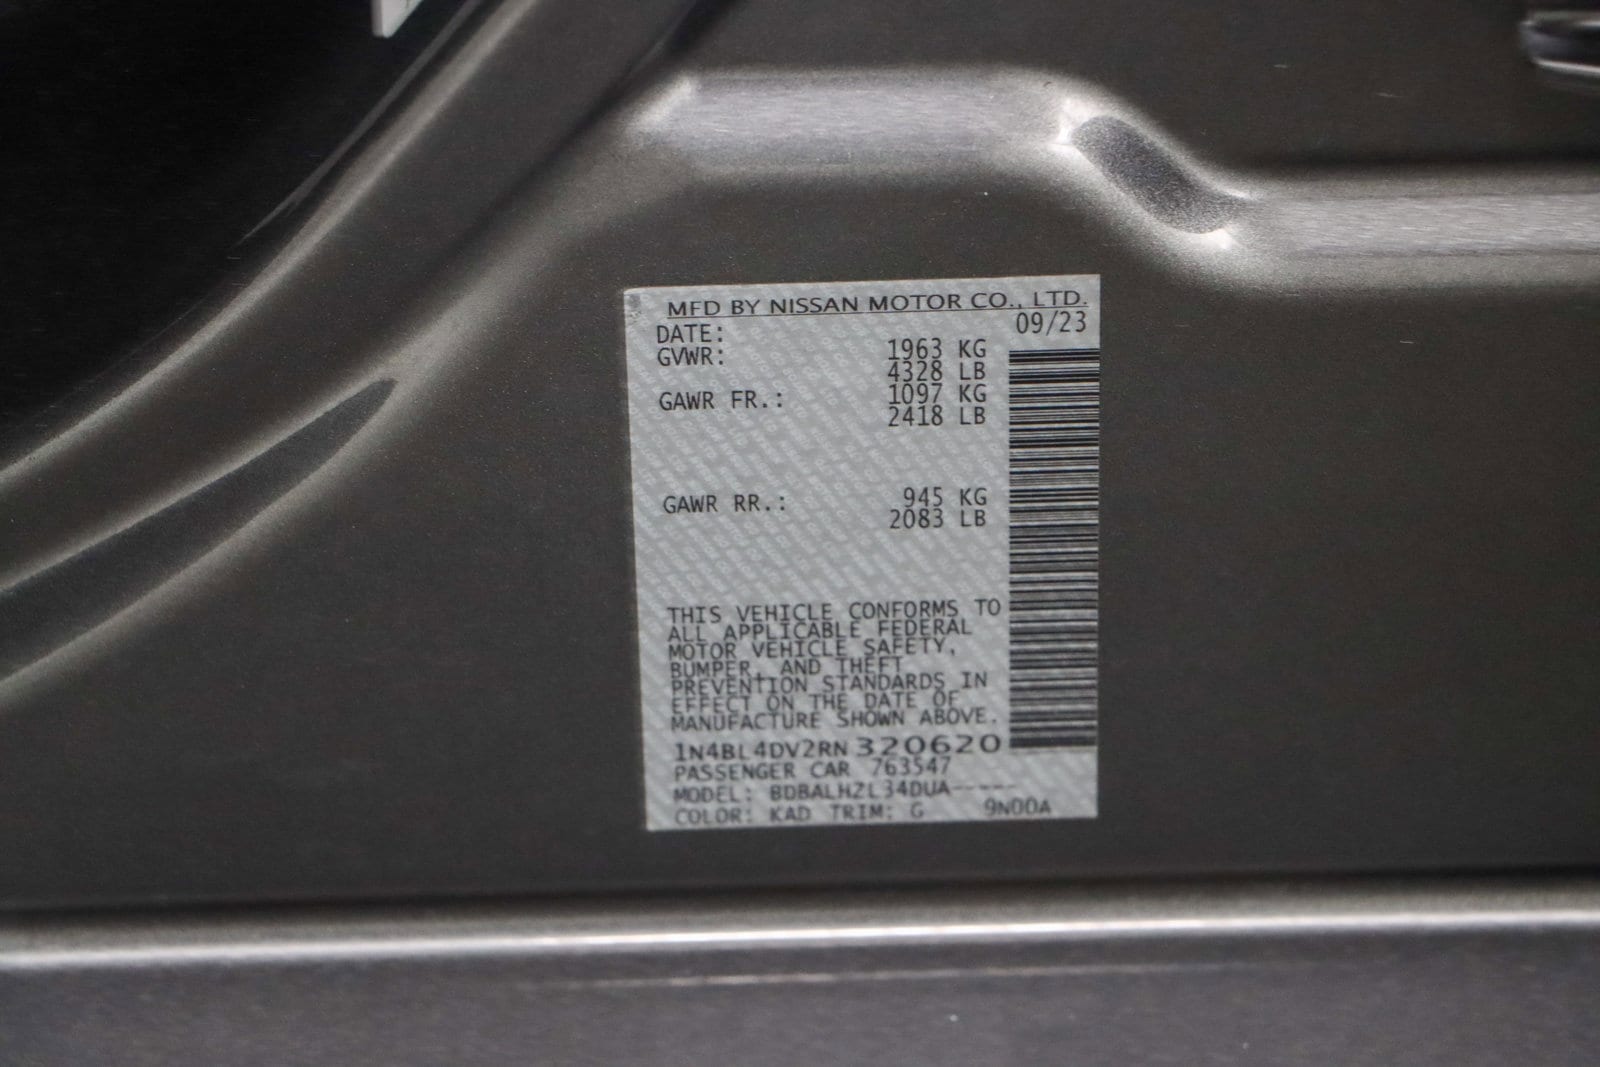 MFD BY NISSAN MOTOR CO., LTD.
DATE: 09/23
GVWR: 1963 KG
4328 LB
GAWR FR.: 1097 KG
2418 LB
GAWR RR.: 945 KG
2083 LB
THIS VEHICLE CONFORMS TO
ALL APPLICABLE FEDERAL
MOTOR VEHICLE SAFETY,
BUMPER, AND THEFT
PREVENTION STANDARDS IN
EFFECT ON THE DATE OF
MANUFACTURE SHOWN ABOVE.
1N4BL4DV2RN320620
PASSENGER CAR 763547
MODEL: BDBALHZL34DUA-----
COLOR: KAD TRIM: G 9N00A